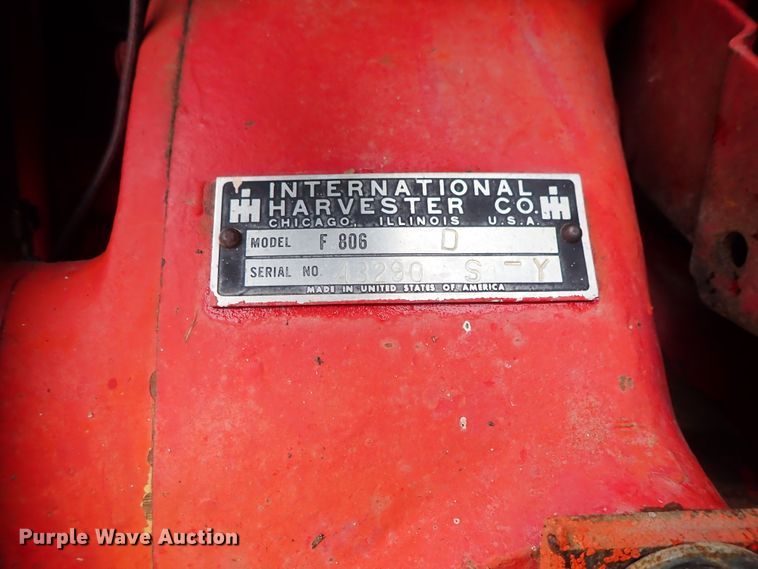 INTERNATIONAL
HARVESTER CO.
CHICAGO, ILLINOIS U.S.A.
MODEL F 806 D
SERIAL NO. 43290 S-Y
MADE IN UNITED STATES OF AMERICA
Purple Wave Auction